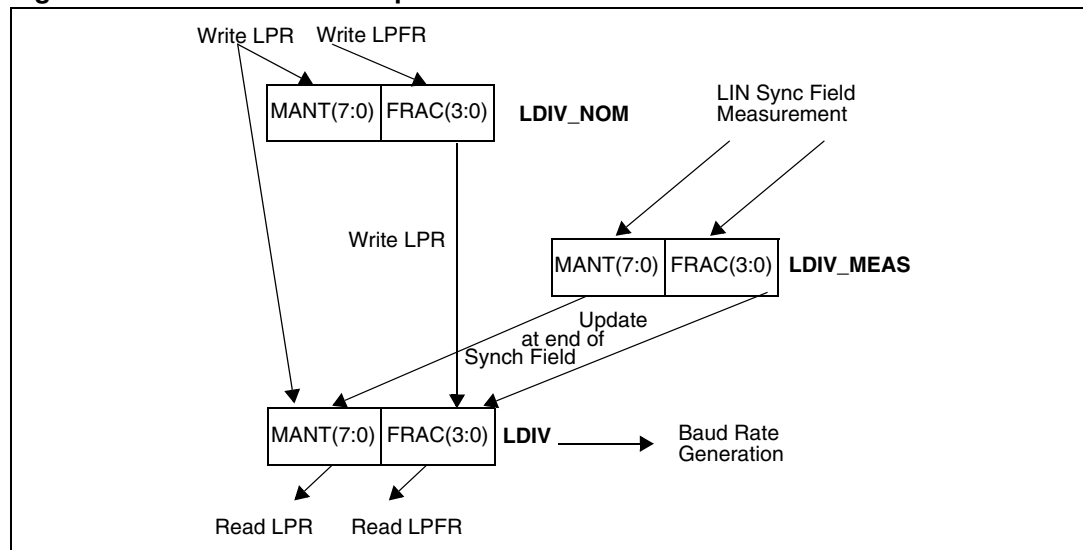 Write LPR
Write LPFR
MANT(7:0)
FRAC(3:0)
LDIV_NOM
LIN Sync Field
Measurement
Write LPR
MANT(7:0)
FRAC(3:0)
LDIV_MEAS
Update
at end of
Synch Field
MANT(7:0)
FRAC(3:0)
LDIV
Baud Rate
Generation
Read LPR
Read LPFR